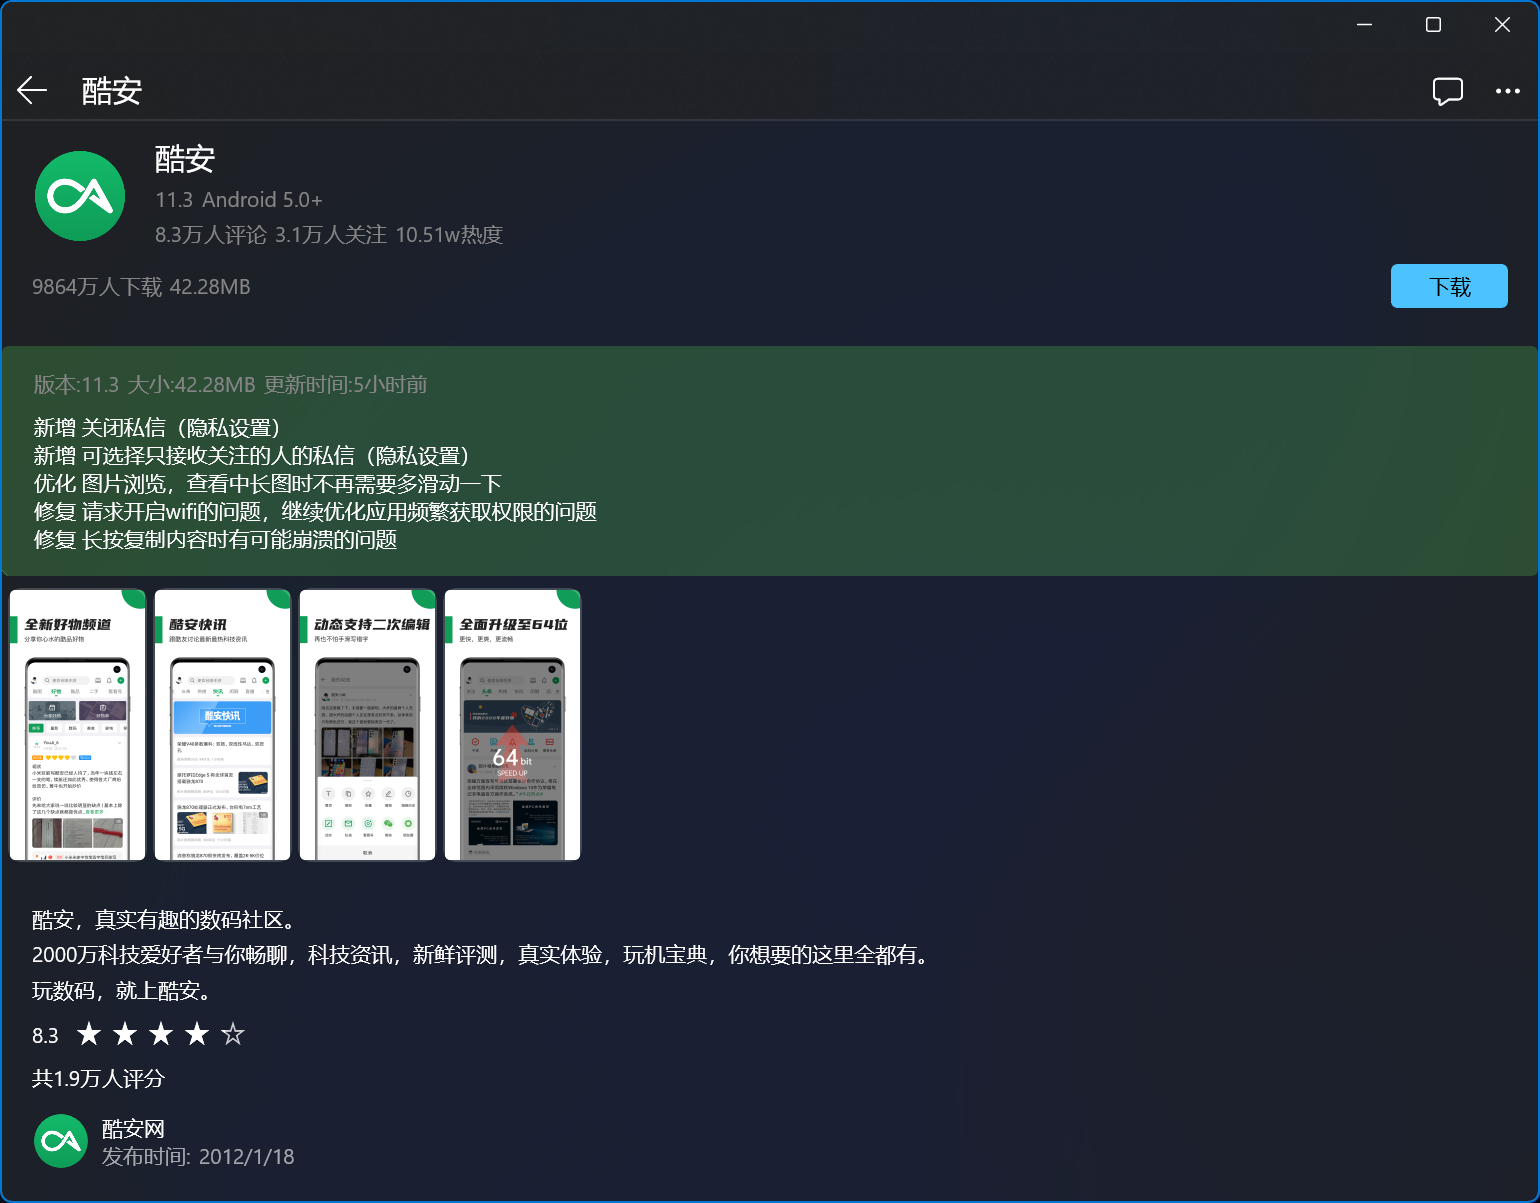 酷安
酷安
11.3 Android 5.0+
8.3万人评论 3.1万人关注 10.51w热度
9864万人下载 42.28MB
下载
版本:11.3 大小:42.28MB 更新时间:5小时前
新增 关闭私信（隐私设置）
新增 可选择只接收关注的人的私信（隐私设置）
优化 图片浏览，查看中长图时不再需要多滑动一下
修复 请求开启wifi的问题，继续优化应用频繁获取权限的问题
修复 长按复制内容时有可能崩溃的问题
全新好物频道
分享你心水的酷品好物
酷安快讯
跟酷友讨论最新最热科技资讯
酷安快讯
动态支持二次编辑
再也不怕手滑写错字
取消
全面升级至64位
更快，更爽，更流畅
64 bit
SPEED UP
酷安，真实有趣的数码社区。
2000万科技爱好者与你畅聊，科技资讯，新鲜评测，真实体验，玩机宝典，你想要的这里全都有。
玩数码，就上酷安。
8.3
共1.9万人评分
酷安网
发布时间: 2012/1/18